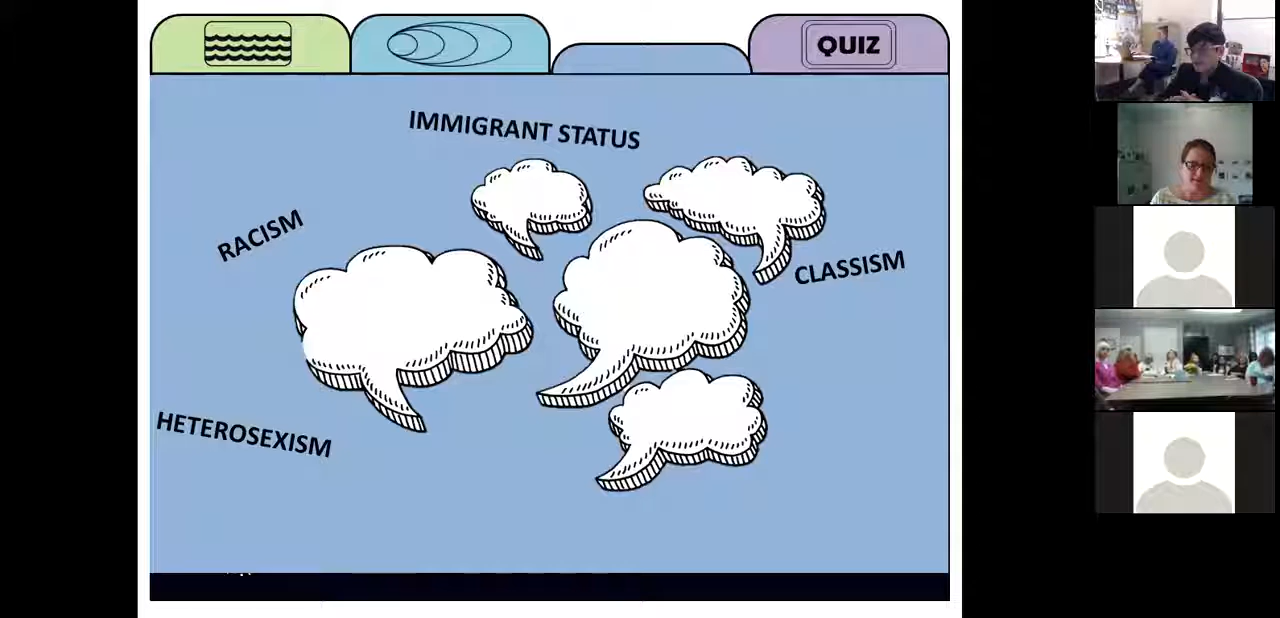 QUIZ
IMMIGRANT STATUS
RACISM
CLASSISM
HETEROSEXISM